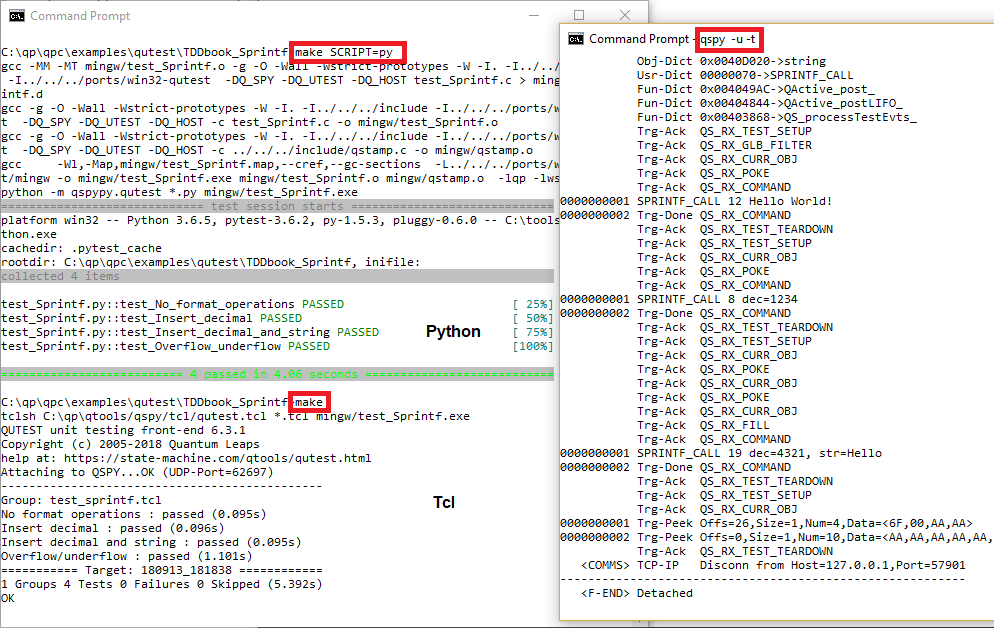 Command Prompt
C:\qp\qpc\examples\qutest\TDDbook_Sprintf>make SCRIPT=py
gcc -MM -MT mingw/test_Sprintf.o -g -O -Wall -Wstrict-prototypes -W -I. -I../../
-I../../../ports/win32-qutest  -DQ_SPY -DQ_UTEST -DQ_HOST test_Sprintf.c > ming
intf.d
gcc -g -O -Wall -Wstrict-prototypes -W -I. -I../../../include -I../../../ports/w
t  -DQ_SPY -DQ_UTEST -DQ_HOST -c test_Sprintf.c -o mingw/test_Sprintf.o
gcc -g -O -Wall -Wstrict-prototypes -W -I. -I../../../include -I../../../ports/w
t  -DQ_SPY -DQ_UTEST -DQ_HOST -c ../../../include/qstamp.c -o mingw/qstamp.o
gcc     -Wl,-Map,mingw/test_Sprintf.map,--cref,--gc-sections  -L../../../ports/w
t/mingw -o mingw/test_Sprintf.exe mingw/test_Sprintf.o mingw/qstamp.o  -lqp -lws
python -m qspypy.qutest *.py mingw/test_Sprintf.exe
=========================== test session starts ===========================
platform win32 -- Python 3.6.5, pytest-3.6.2, py-1.5.3, pluggy-0.6.0 -- C:\tools
thon.exe
cachedir: .pytest_cache
rootdir: C:\qp\qpc\examples\qutest\TDDbook_Sprintf, inifile:
collected 4 items
test_Sprintf.py::test_No_format_operations PASSED [ 25%]
test_Sprintf.py::test_Insert_decimal PASSED [ 50%]
test_Sprintf.py::test_Insert_decimal_and_string PASSED [ 75%]
test_Sprintf.py::test_Overflow_underflow PASSED [100%]
Python
======================== 4 passed in 4.06 seconds ========================
C:\qp\qpc\examples\qutest\TDDbook_Sprintf>make
tclsh C:\qp\qtools\qspy\tcl\qutest.tcl *.tcl mingw/test_Sprintf.exe
QUTEST unit testing front-end 6.3.1
Copyright (c) 2005-2018 Quantum Leaps
help at: https://state-machine.com/qtools/qutest.html
Attaching to QSPY...OK (UDP-Port=62697)
-----------------------------------------------
Group: test_sprintf.tcl
Tcl
No format operations : passed (0.095s)
Insert decimal : passed (0.096s)
Insert decimal and string : passed (0.095s)
Overflow/underflow : passed (1.101s)
=========== Target: 180913_181838 ============
1 Groups 4 Tests 0 Failures 0 Skipped (5.392s)
OK
Command Prompt - qspy -u -t
Obj-Dict 0x0040D020->string
Usr-Dict 00000070->SPRINTF_CALL
Fun-Dict 0x004049AC->QActive_post_
Fun-Dict 0x00404844->QActive_postLIFO_
Fun-Dict 0x00403868->QS_processTestEvts_
Trg-Ack  QS_RX_TEST_SETUP
Trg-Ack  QS_RX_GLB_FILTER
Trg-Ack  QS_RX_CURR_OBJ
Trg-Ack  QS_RX_POKE
Trg-Ack  QS_RX_COMMAND
0000000001 SPRINTF_CALL 12 Hello World!
0000000002 Trg-Done QS_RX_COMMAND
Trg-Ack  QS_RX_TEST_TEARDOWN
Trg-Ack  QS_RX_TEST_SETUP
Trg-Ack  QS_RX_CURR_OBJ
Trg-Ack  QS_RX_POKE
Trg-Ack  QS_RX_COMMAND
0000000001 SPRINTF_CALL 8 dec=1234
0000000002 Trg-Done QS_RX_COMMAND
Trg-Ack  QS_RX_TEST_TEARDOWN
Trg-Ack  QS_RX_TEST_SETUP
Trg-Ack  QS_RX_CURR_OBJ
Trg-Ack  QS_RX_POKE
Trg-Ack  QS_RX_CURR_OBJ
Trg-Ack  QS_RX_POKE
Trg-Ack  QS_RX_CURR_OBJ
Trg-Ack  QS_RX_FILL
Trg-Ack  QS_RX_COMMAND
0000000001 SPRINTF_CALL 19 dec=4321, str=Hello
0000000002 Trg-Done QS_RX_COMMAND
Trg-Ack  QS_RX_TEST_TEARDOWN
Trg-Ack  QS_RX_TEST_SETUP
Trg-Ack  QS_RX_CURR_OBJ
0000000001 Trg-Peek Offs=26,Size=1,Num=4,Data=<6F,00,AA,AA>
0000000002 Trg-Peek Offs=0,Size=1,Num=10,Data=<AA,AA,AA,AA,AA,
Trg-Ack  QS_RX_TEST_TEARDOWN
<COMMS> TCP-IP   Disconn from Host=127.0.0.1,Port=57901
---------------------------------------------------------
<F-END> Detached